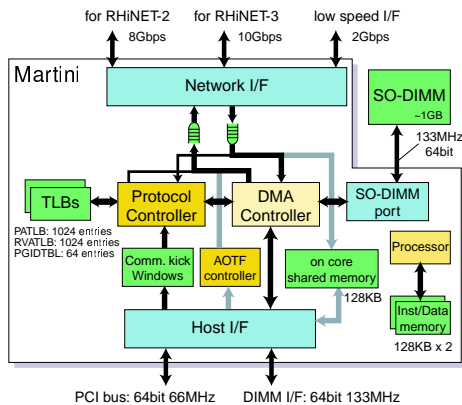 for RHiNET-2 for RHiNET-3 low speed I/F
8Gbps 10Gbps 2Gbps
Martini
Network I/F
SO-DIMM
~1GB
133MHz
64bit
TLBs
Protocol
Controller
DMA
Controller
SO-DIMM
port
PATLB: 1024 entries
RVATLB: 1024 entries
PGIDTBL: 64 entries
Comm. kick
Windows
AOTF
controller
on core
shared memory
128KB
Processor
Inst/Data
memory
128KB x 2
Host I/F
PCI bus: 64bit 66MHz DIMM I/F: 64bit 133MHz